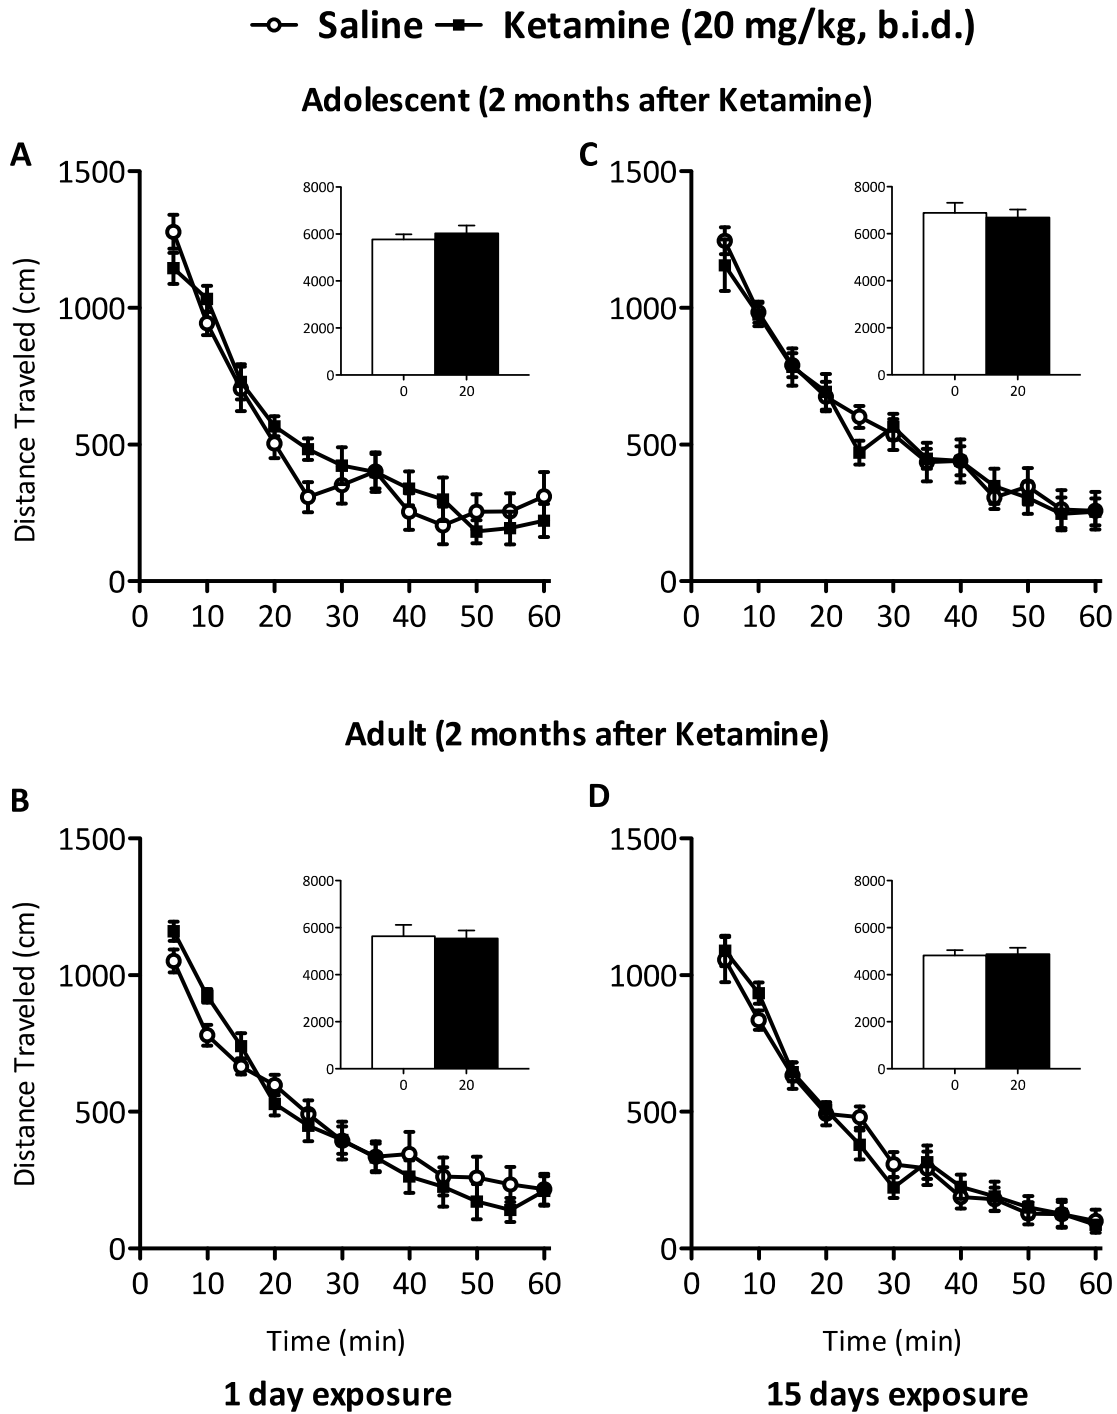 Saline Ketamine (20 mg/kg, b.i.d.)
Adolescent (2 months after Ketamine)
A
Distance Traveled (cm)
1500
1000
500
0
0 10 20 30 40 50 60
8000
6000
4000
2000
0
0 20
C
1500
1000
500
0
0 10 20 30 40 50 60
8000
6000
4000
2000
0
0 20
Adult (2 months after Ketamine)
B
Distance Traveled (cm)
1500
1000
500
0
0 10 20 30 40 50 60
8000
6000
4000
2000
0
0 20
Time (min)
1 day exposure
D
1500
1000
500
0
0 10 20 30 40 50 60
8000
6000
4000
2000
0
0 20
Time (min)
15 days exposure